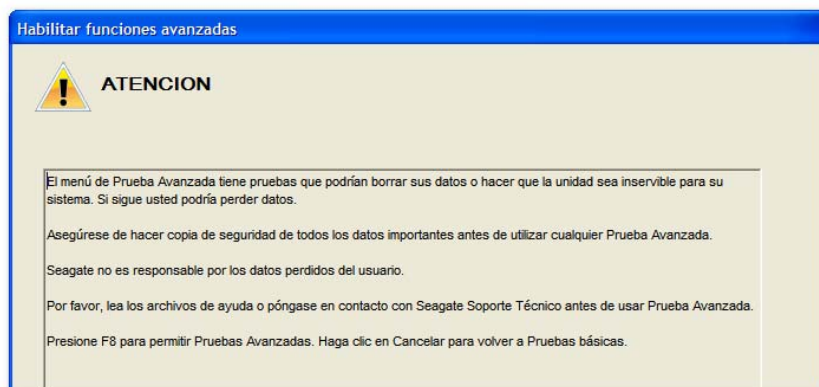 Habilitar funciones avanzadas
ATENCION
El menú de Prueba Avanzada tiene pruebas que podrían borrar sus datos o hacer que la unidad sea inservible para su
sistema. Si sigue usted podría perder datos.
Asegúrese de hacer copia de seguridad de todos los datos importantes antes de utilizar cualquier Prueba Avanzada.
Seagate no es responsable por los datos perdidos del usuario.
Por favor, lea los archivos de ayuda o póngase en contacto con Seagate Soporte Técnico antes de usar Prueba Avanzada.
Presione F8 para permitir Pruebas Avanzadas. Haga clic en Cancelar para volver a Pruebas básicas.